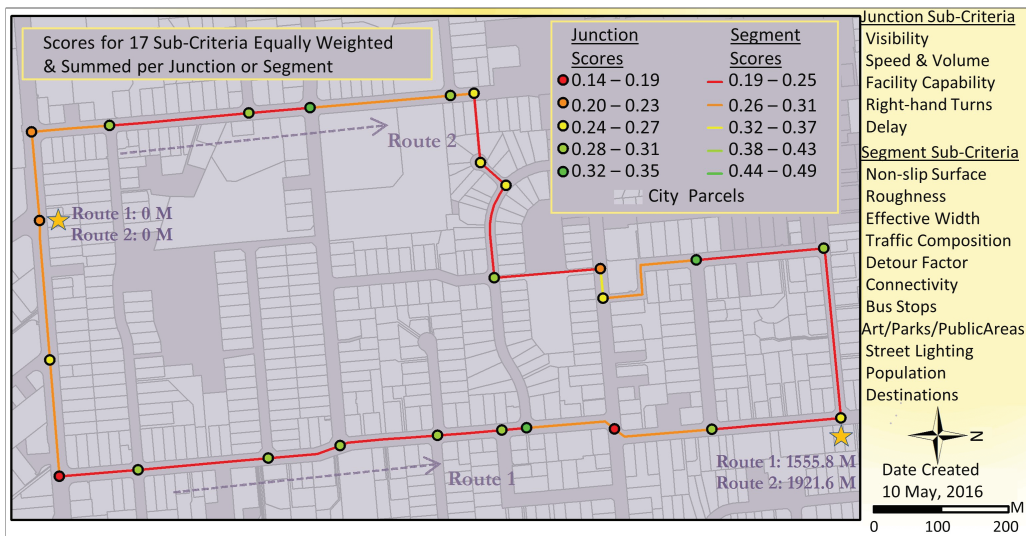 Scores for 17 Sub-Criteria Equally Weighted
& Summed per Junction or Segment
Junction
Scores
0.14 – 0.19
0.20 – 0.23
0.24 – 0.27
0.28 – 0.31
0.32 – 0.35
Segment
Scores
0.19 – 0.25
0.26 – 0.31
0.32 – 0.37
0.38 – 0.43
0.44 – 0.49
City Parcels
Route 2
Route 1: 0 M
Route 2: 0 M
Route 1
Route 1: 1555.8 M
Route 2: 1921.6 M
Junction Sub-Criteria
Visibility
Speed & Volume
Facility Capability
Right-hand Turns
Delay
Segment Sub-Criteria
Non-slip Surface
Roughness
Effective Width
Traffic Composition
Detour Factor
Connectivity
Bus Stops
Art/Parks/PublicAreas
Street Lighting
Population
Destinations
N
Date Created
10 May, 2016
M
0 100 200